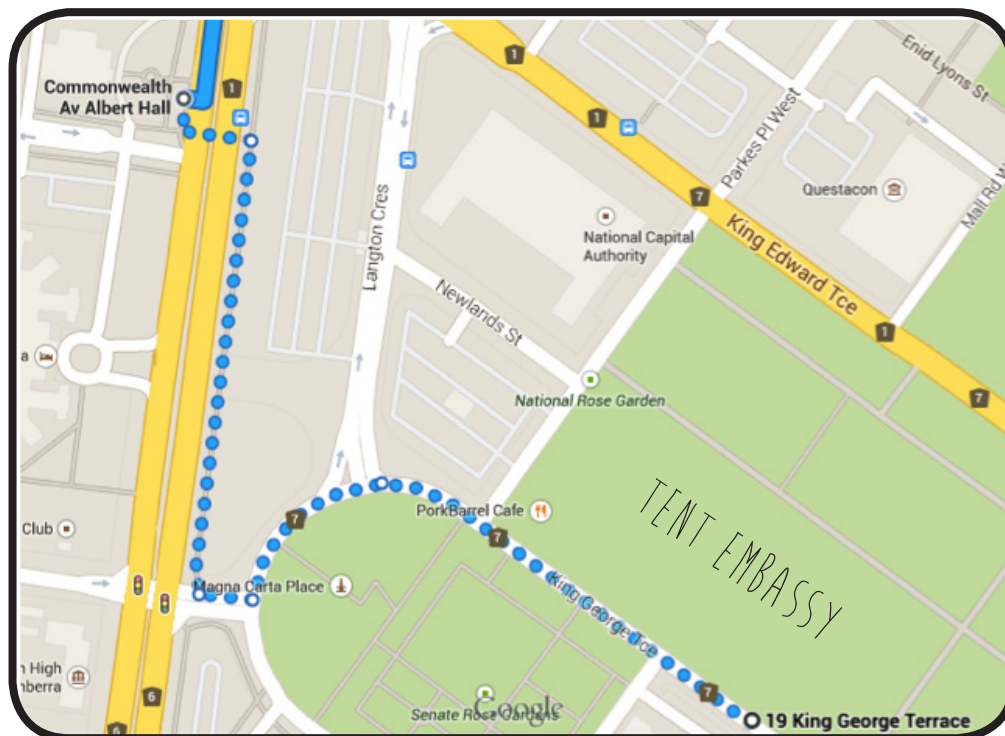 Commonwealth
Av Albert Hall
1
1
1
Enid Lyons St
Parkes Pl West
Questacon
Mall Rd W
7
King Edward Tce
National Capital
Authority
Langton Cres
Newlands St
1
7
National Rose Garden
a
TENT EMBASSY
PorkBarrel Cafe
7
7
Club
Magna Carta Place
King George Tce
n High
nberra
6
7
Senate Rose Gardens
Google
19 King George Terrace
6